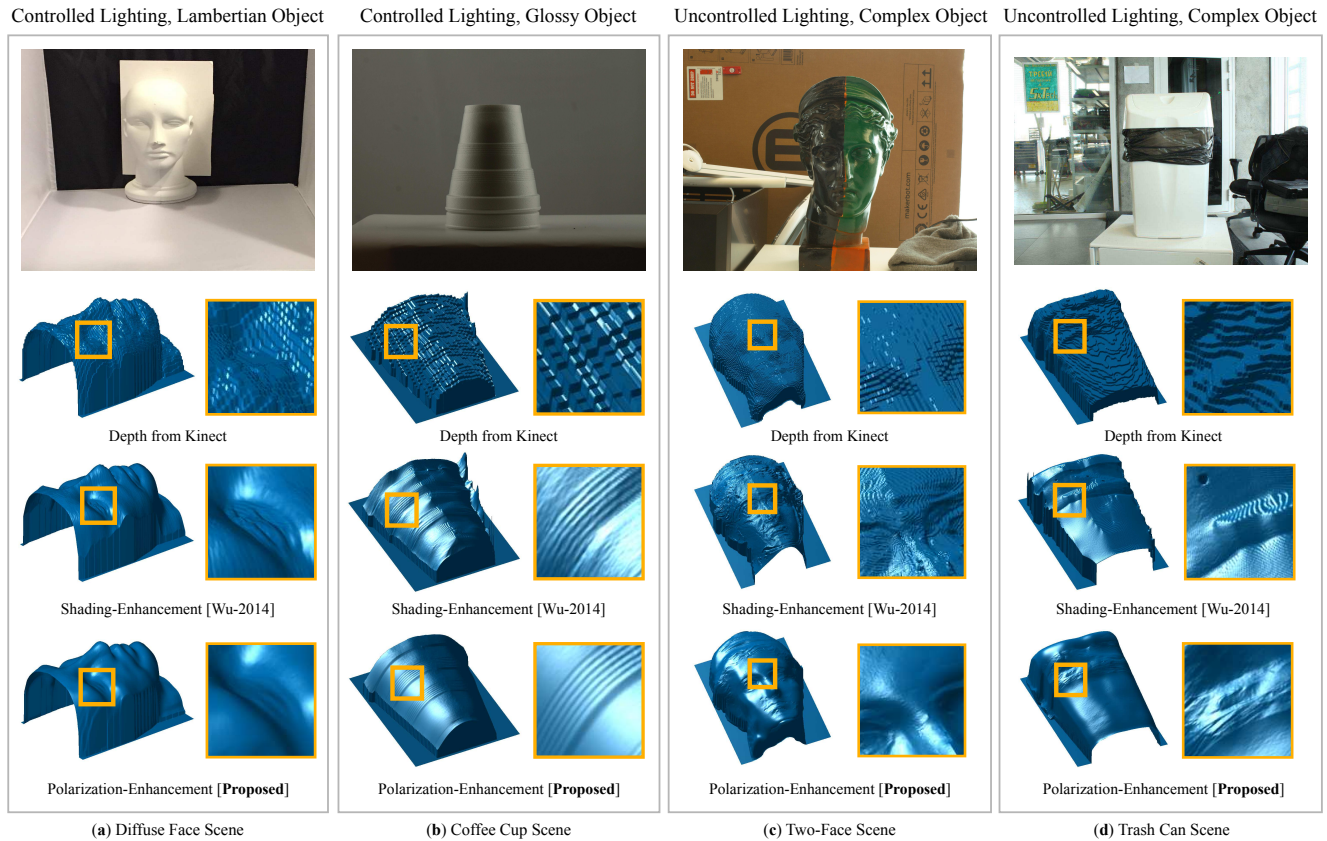 Controlled Lighting, Lambertian Object
Controlled Lighting, Glossy Object
Uncontrolled Lighting, Complex Object
Uncontrolled Lighting, Complex Object
makerbot.com
Depth from Kinect
Depth from Kinect
Depth from Kinect
Depth from Kinect
Shading-Enhancement [Wu-2014]
Shading-Enhancement [Wu-2014]
Shading-Enhancement [Wu-2014]
Shading-Enhancement [Wu-2014]
Polarization-Enhancement [Proposed]
Polarization-Enhancement [Proposed]
Polarization-Enhancement [Proposed]
Polarization-Enhancement [Proposed]
(a) Diffuse Face Scene
(b) Coffee Cup Scene
(c) Two-Face Scene
(d) Trash Can Scene